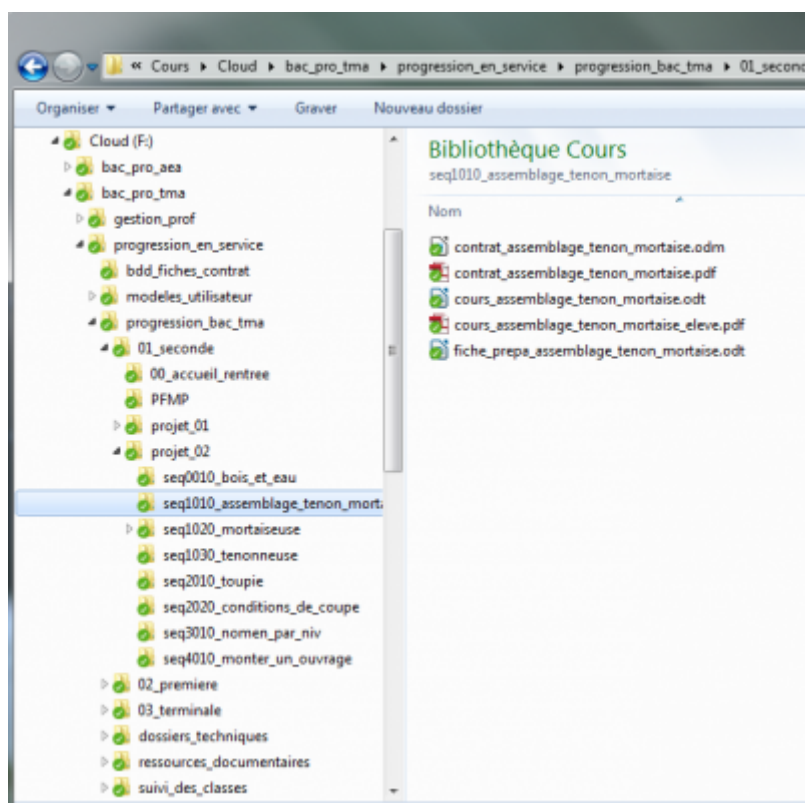 « Cours ▸ Cloud ▸ bac_pro_tma ▸ progression_en_service ▸ progression_bac_tma ▸ 01_second
Organiser Partager avec Graver Nouveau dossier
Cloud (F:)
bac_pro_aea
bac_pro_tma
gestion_prof
progression_en_service
bdd_fiches_contrat
modeles_utilisateur
progression_bac_tma
01_seconde
00_accueil_rentree
PFMP
projet_01
projet_02
seq0010_bois_et_eau
seq1010_assemblage_tenon_morta
seq1020_mortaiseuse
seq1030_tenonneuse
seq2010_toupie
seq2020_conditions_de_coupe
seq3010_nomen_par_niv
seq4010_monter_un_ouvrage
02_premiere
03_terminale
dossiers_techniques
ressources_documentaires
suivi_des_classes
Bibliothèque Cours
seq1010_assemblage_tenon_mortaise
Nom
contrat_assemblage_tenon_mortaise.odm
contrat_assemblage_tenon_mortaise.pdf
cours_assemblage_tenon_mortaise.odt
cours_assemblage_tenon_mortaise_eleve.pdf
fiche_prepa_assemblage_tenon_mortaise.odt